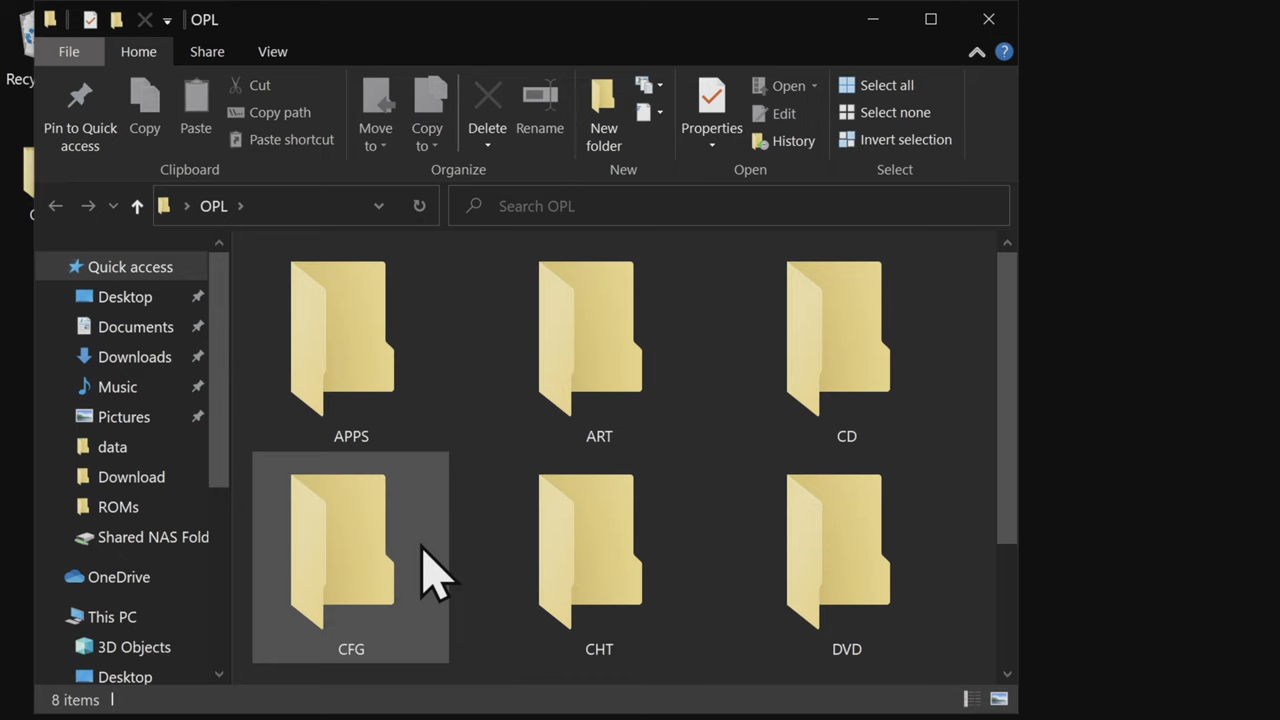 OPL
File Home Share View
Pin to Quick access
Copy
Paste
Cut
Copy path
Paste shortcut
Clipboard
Move to
Copy to
Delete
Rename
Organize
New folder
New
Properties
Open
Edit
History
Open
Select all
Select none
Invert selection
Select
OPL
Search OPL
Quick access
Desktop
Documents
Downloads
Music
Pictures
data
Download
ROMs
Shared NAS Fold
OneDrive
This PC
3D Objects
Desktop
APPS ART CD
CFG CHT DVD
8 items
Recy